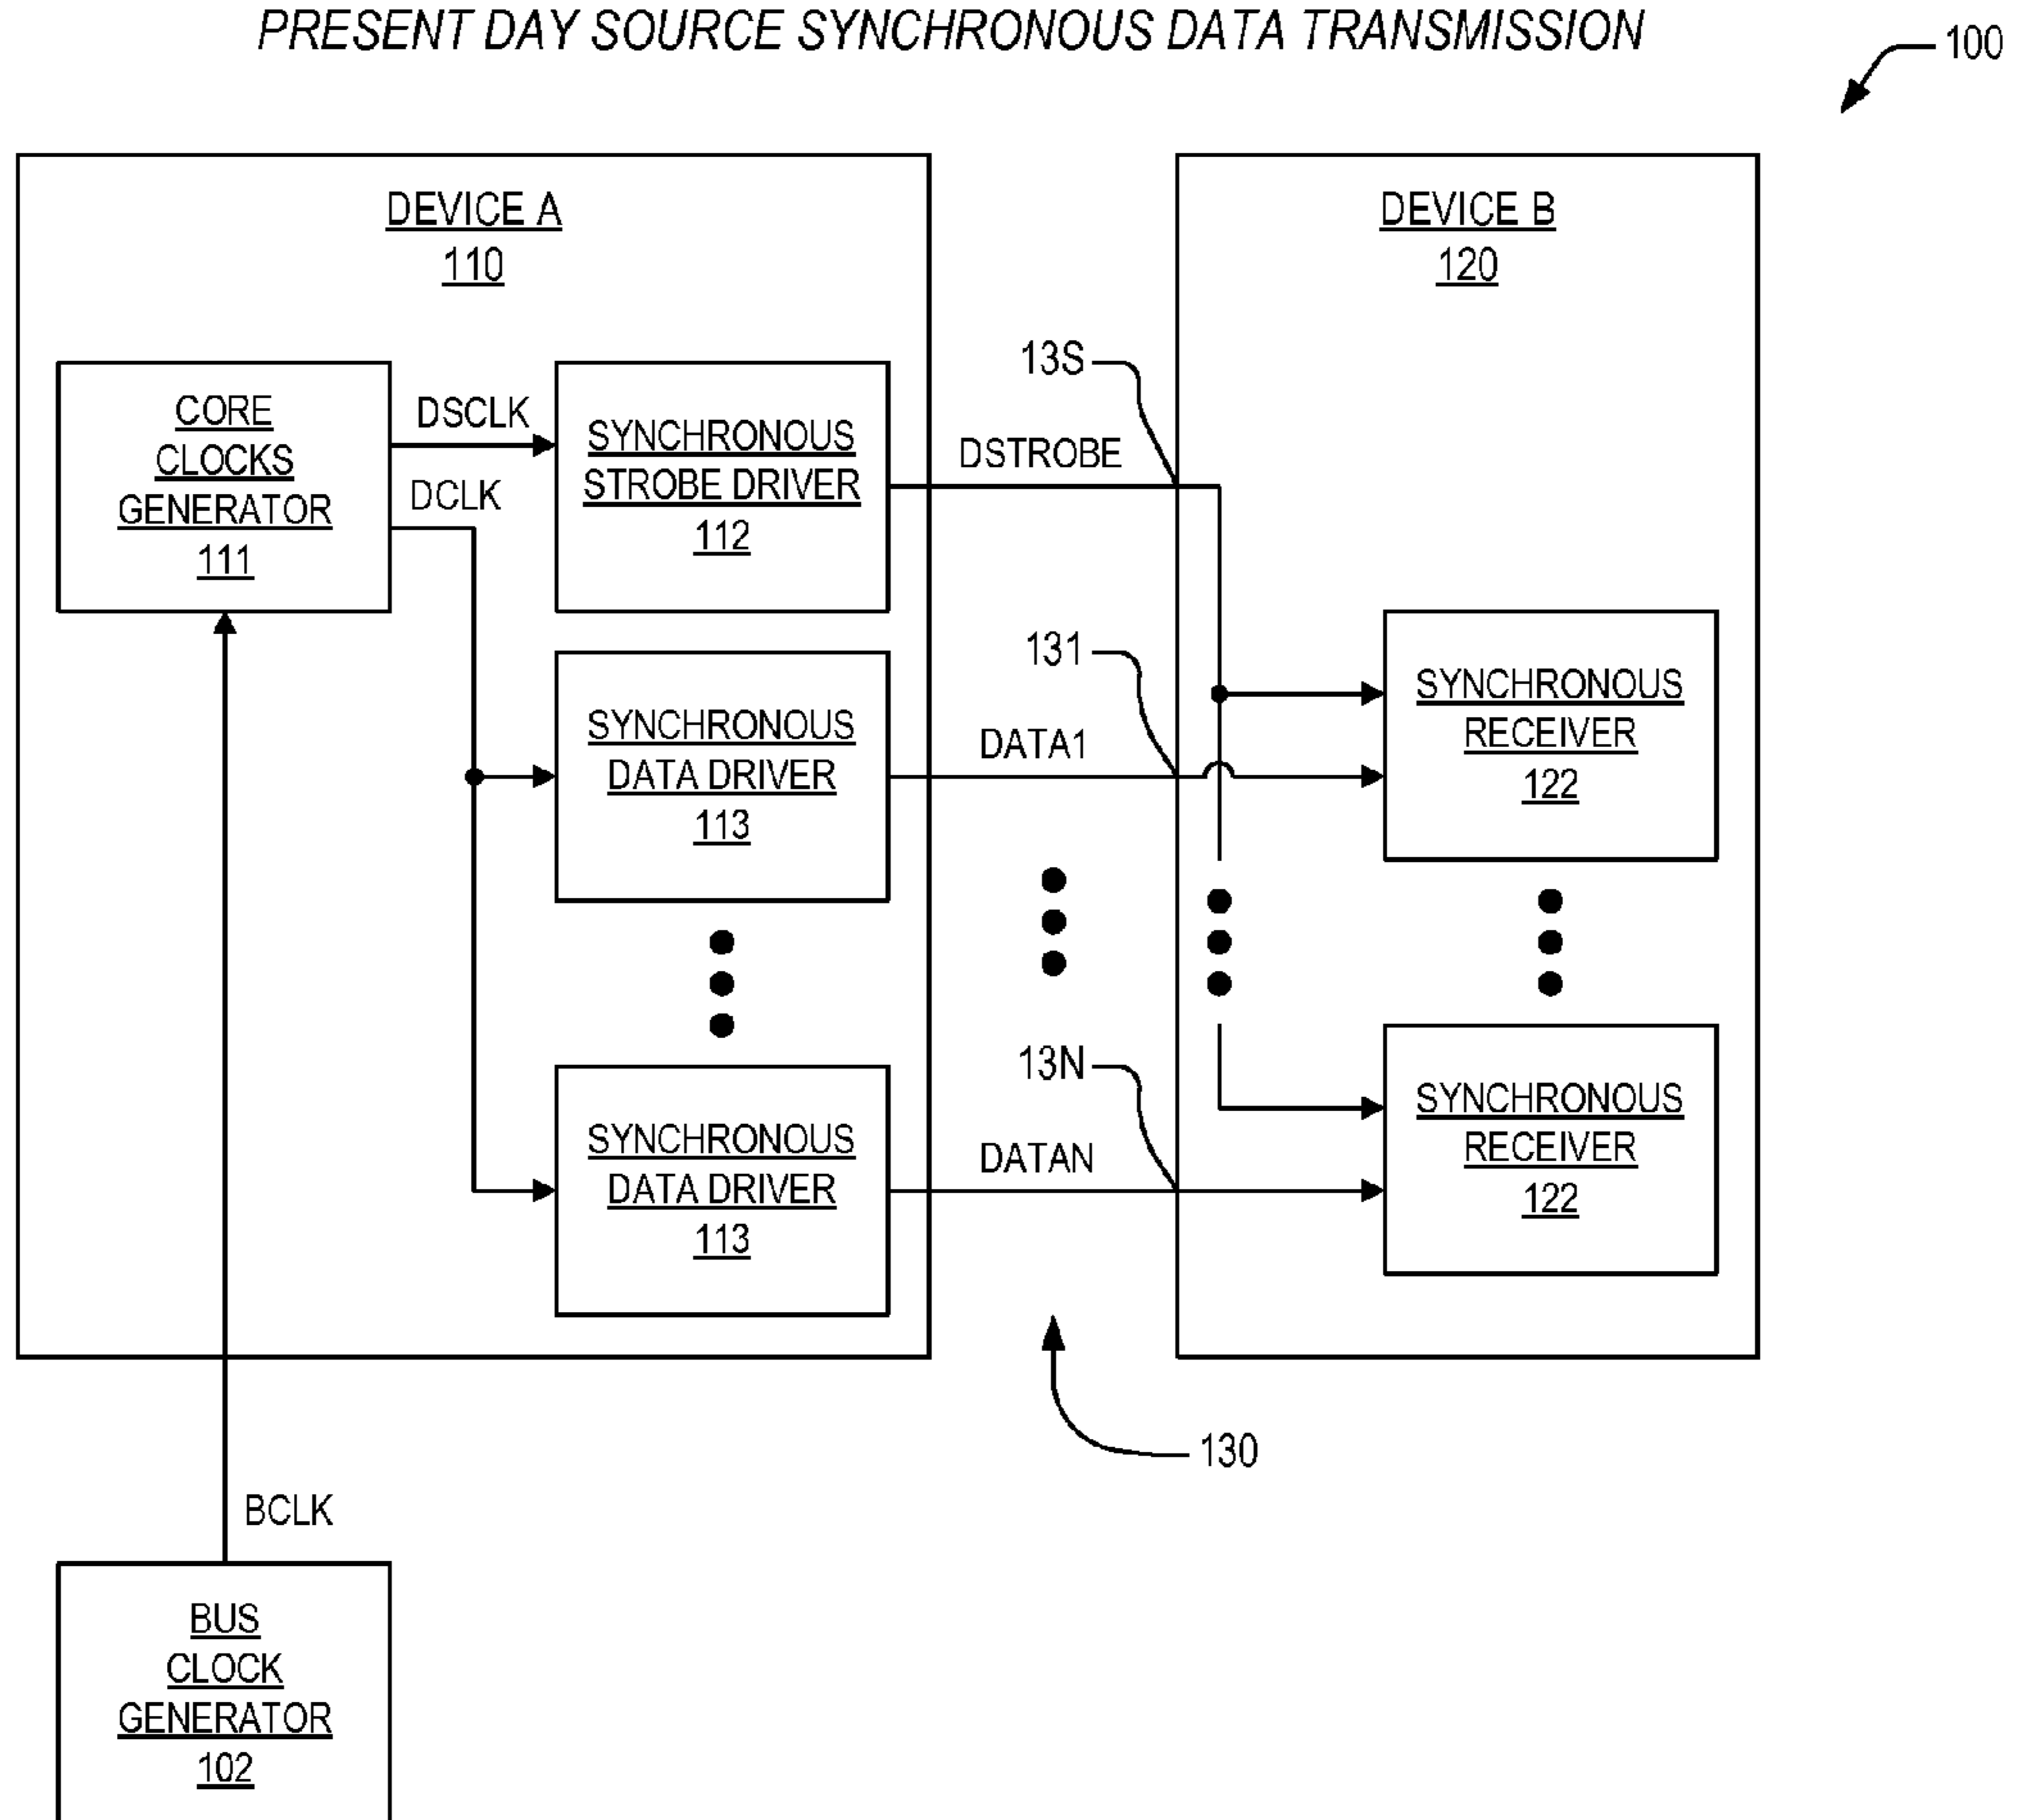 PRESENT DAY SOURCE SYNCHRONOUS DATA TRANSMISSION
100
DEVICE A
110
DEVICE B
120
CORE
CLOCKS
GENERATOR
111
DSCLK
DCLK
SYNCHRONOUS
STROBE DRIVER
112
DSTROBE
13S
SYNCHRONOUS
DATA DRIVER
113
DATA1
131
SYNCHRONOUS
RECEIVER
122
SYNCHRONOUS
DATA DRIVER
113
DATAN
13N
SYNCHRONOUS
RECEIVER
122
130
BCLK
BUS
CLOCK
GENERATOR
102